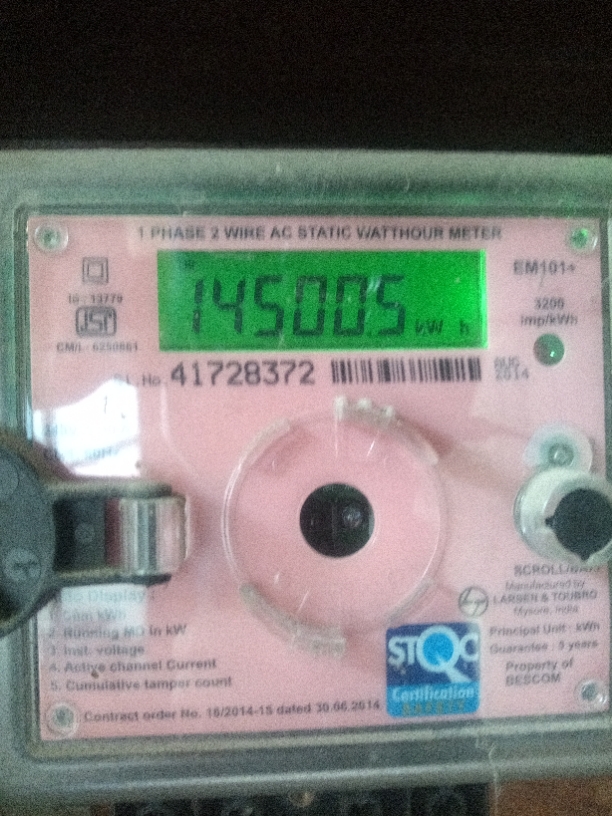 1 PHASE 2 WIRE AC STATIC WATTHOUR METER
EM101+
14500.5 kW h
3200
imp/kWh
CM/L-
Sl.No. 41728372
AUG
2014
SCROLL/
Manufactured by
LARSEN & TOUBRO
Mysore, India
Display
kWh
2. Running MD in kW
3. Inst. voltage
4. Active channel Current
5. Cumulative tamper count
Principal Unit : kWh
Guarantee : 5 years
Property of
BESCOM
STQC
Certification
Contract order No. 16/2014-15 dated 30.06.2014